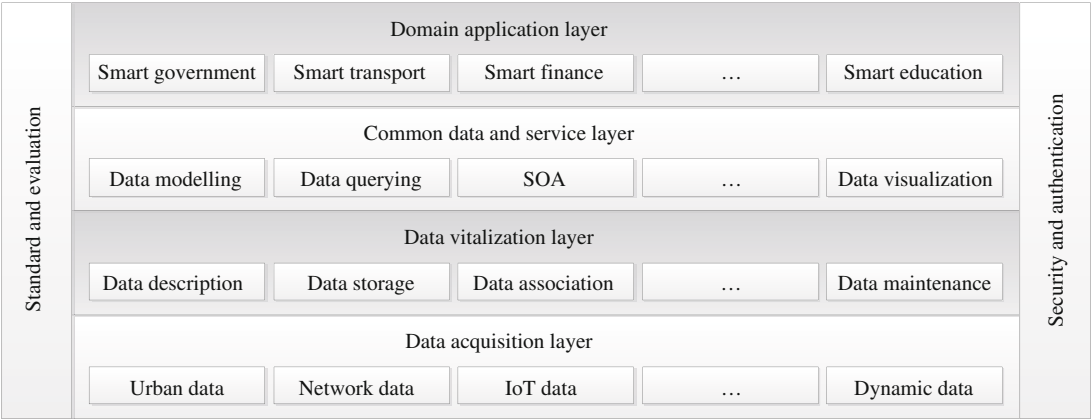 Standard and evaluation
Domain application layer
Smart government
Smart transport
Smart finance
…
Smart education
Common data and service layer
Data modelling
Data querying
SOA
…
Data visualization
Data vitalization layer
Data description
Data storage
Data association
…
Data maintenance
Data acquisition layer
Urban data
Network data
IoT data
…
Dynamic data
Security and authentication